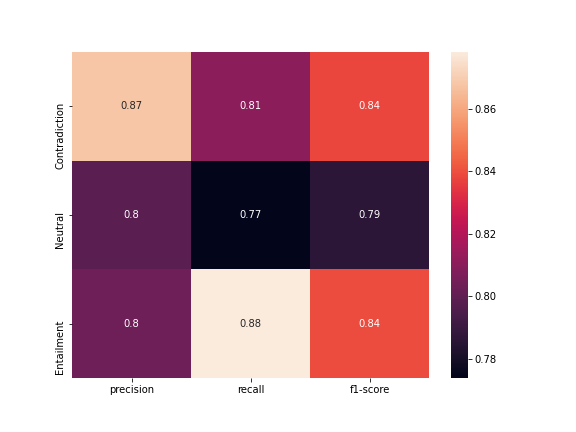 Contradiction 0.87 0.81 0.84
Neutral 0.8 0.77 0.79
Entailment 0.8 0.88 0.84
precision recall f1-score
0.86
0.84
0.82
0.80
0.78